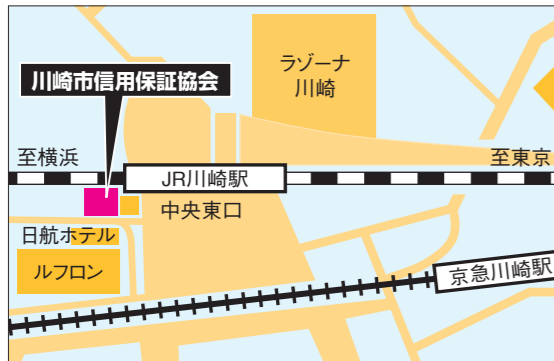 川崎市信用保証協会
ラゾーナ
川崎
至横浜
至東京
JR川崎駅
中央東口
日航ホテル
ルフロン
京急川崎駅